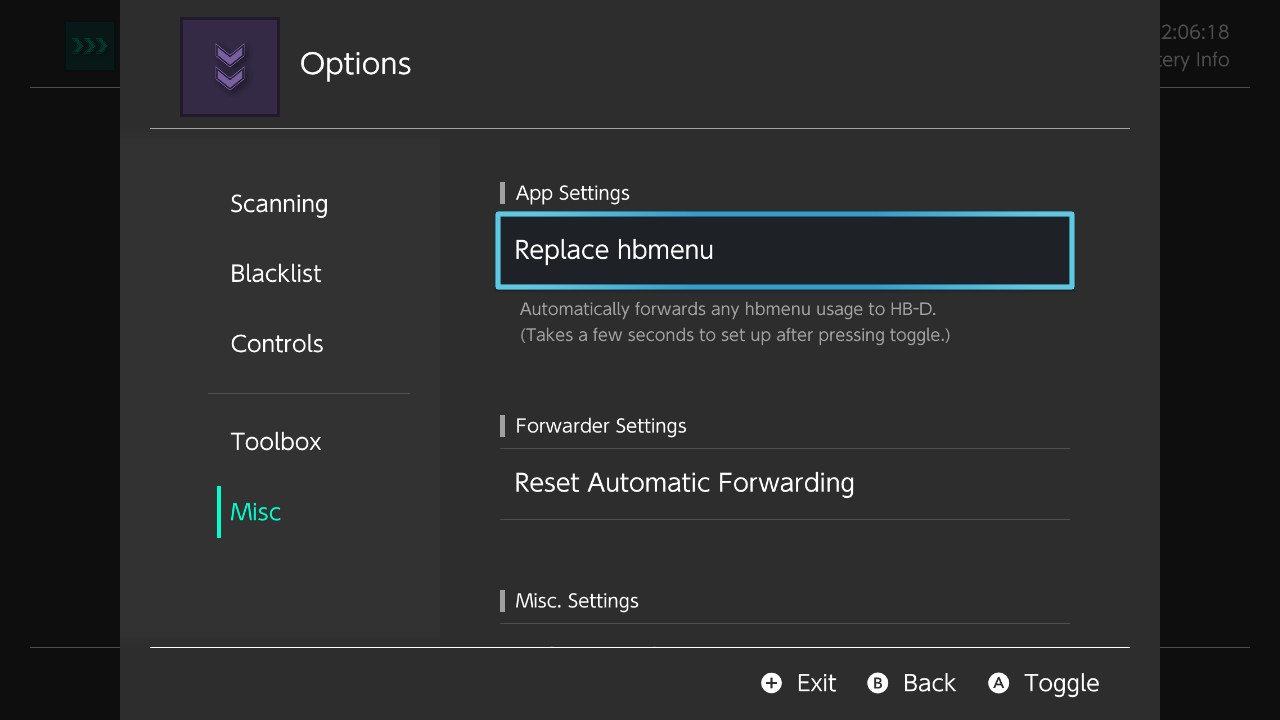 Options
2:06:18
ery Info
Scanning
Blacklist
Controls
Toolbox
Misc
App Settings
Replace hbmenu
Automatically forwards any hbmenu usage to HB-D.
(Takes a few seconds to set up after pressing toggle.)
Forwarder Settings
Reset Automatic Forwarding
Misc. Settings
+ Exit B Back A Toggle